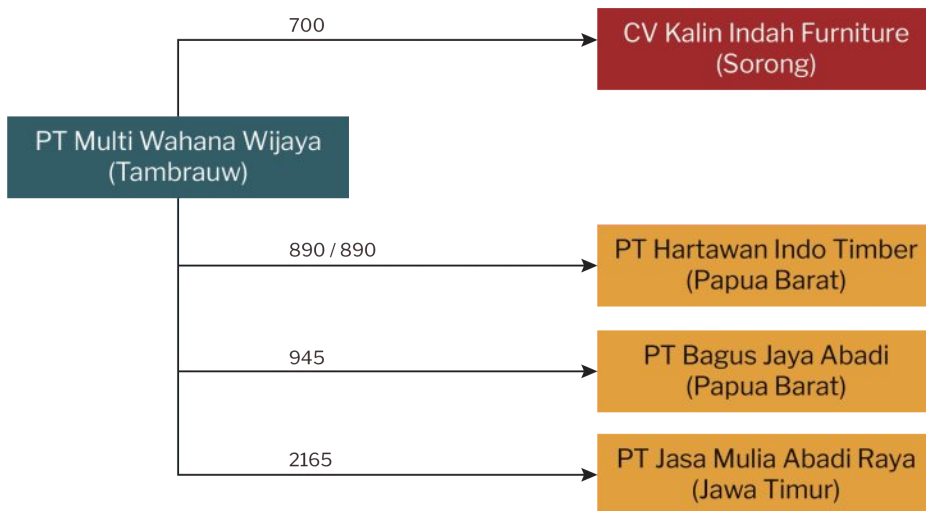 700
CV Kalin Indah Furniture
(Sorong)
PT Multi Wahana Wijaya
(Tambrauw)
890 / 890
PT Hartawan Indo Timber
(Papua Barat)
945
PT Bagus Jaya Abadi
(Papua Barat)
2165
PT Jasa Mulia Abadi Raya
(Jawa Timur)